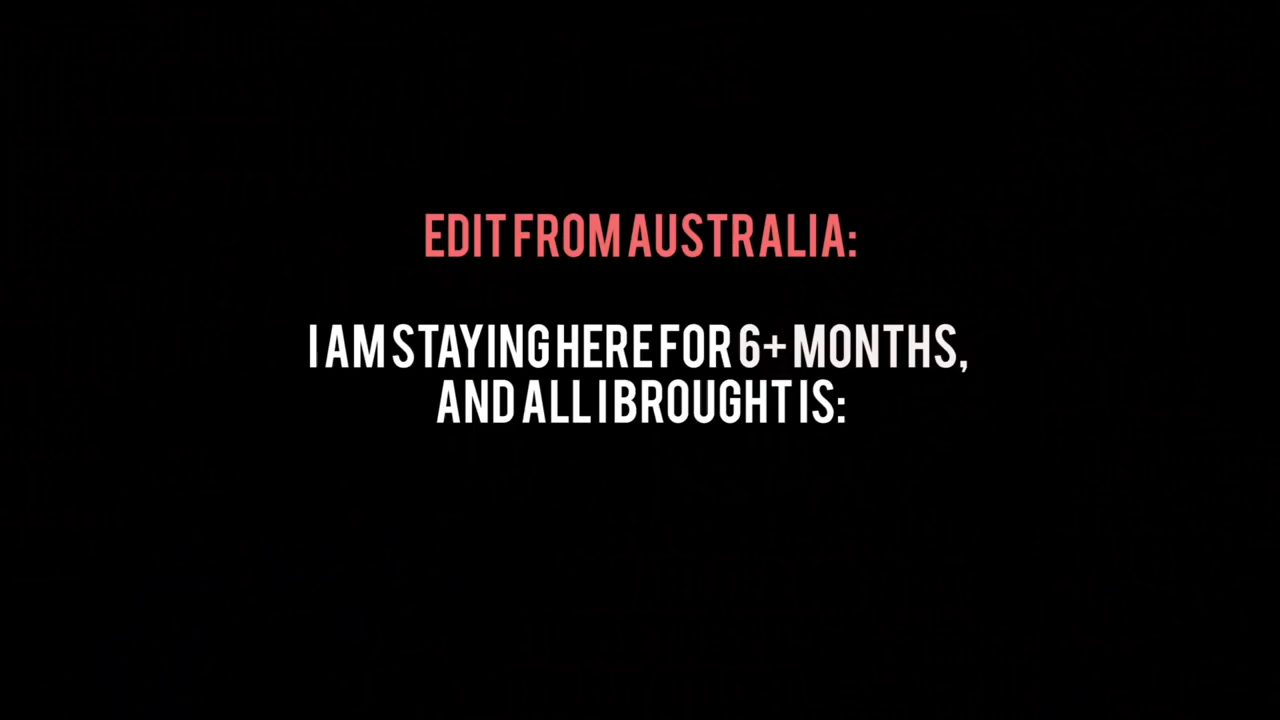 EDIT FROM AUSTRALIA:
I AM STAYING HERE FOR 6+ MONTHS,
AND ALL I BROUGHT IS: